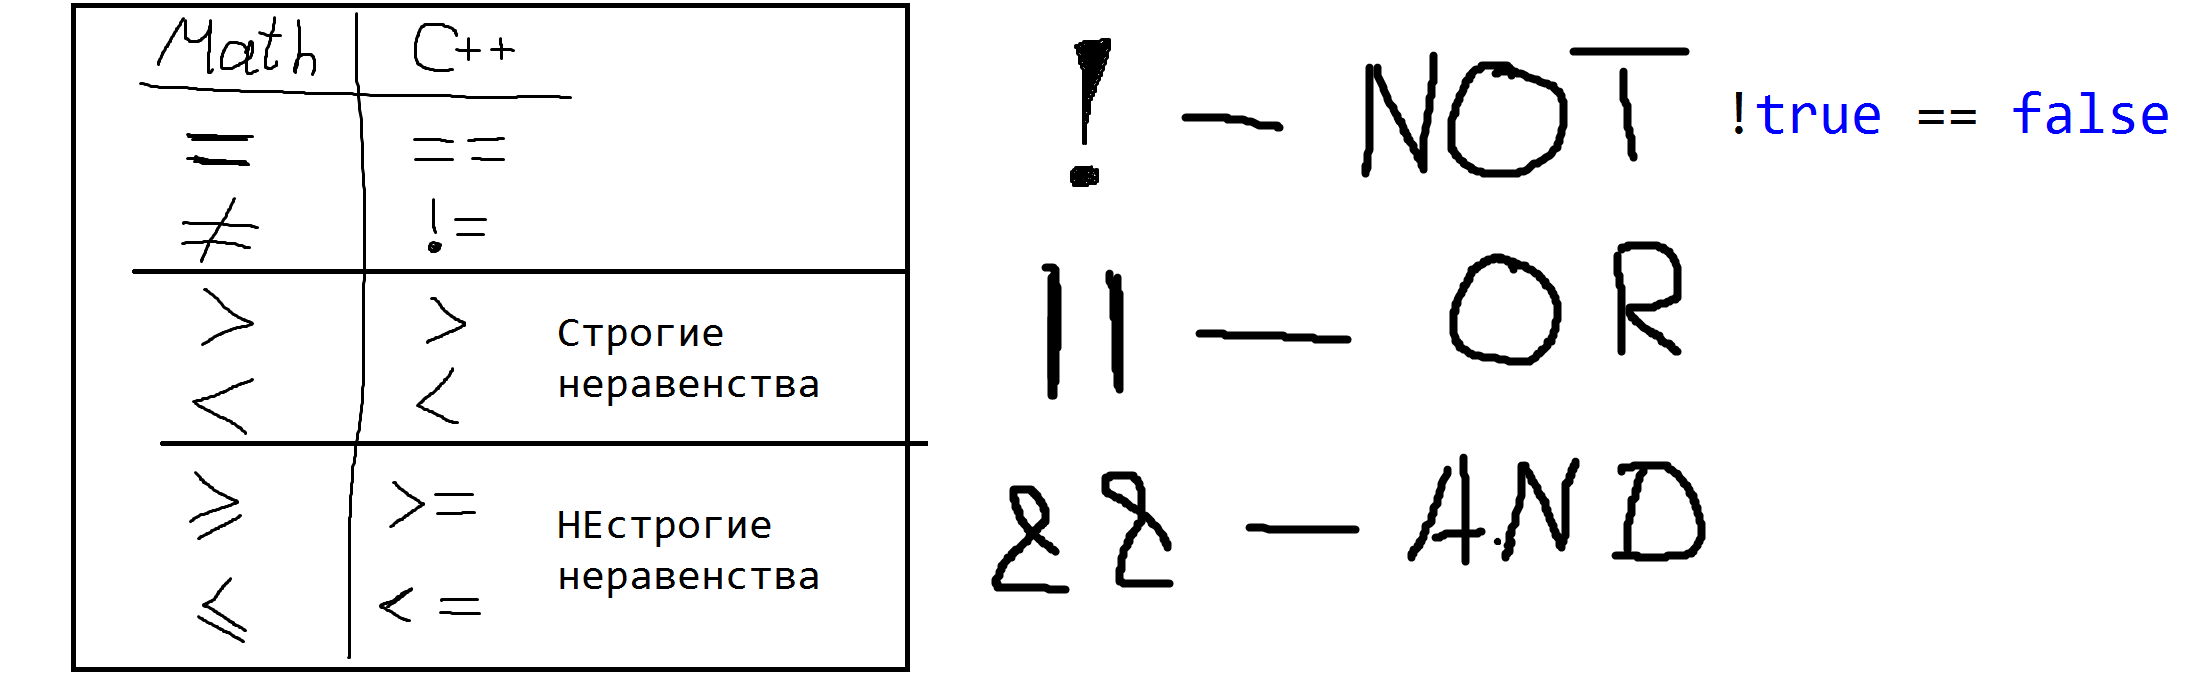 Math C++
= ==
≠ !=
> >
< <
Строгие
неравенства
⩾ >=
⩽ <=
НЕстрогие
неравенства
! — NOT !true == false
|| — OR
&& — AND